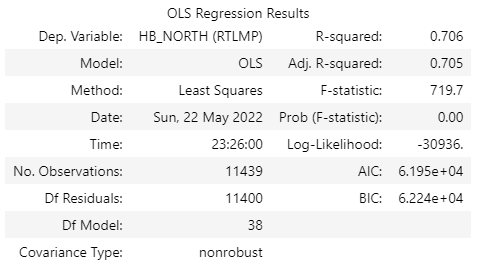 OLS Regression Results
Dep. Variable: HB_NORTH (RTLMP) R-squared: 0.706
Model: OLS Adj. R-squared: 0.705
Method: Least Squares F-statistic: 719.7
Date: Sun, 22 May 2022 Prob (F-statistic): 0.00
Time: 23:26:00 Log-Likelihood: -30936.
No. Observations: 11439 AIC: 6.195e+04
Df Residuals: 11400 BIC: 6.224e+04
Df Model: 38
Covariance Type: nonrobust